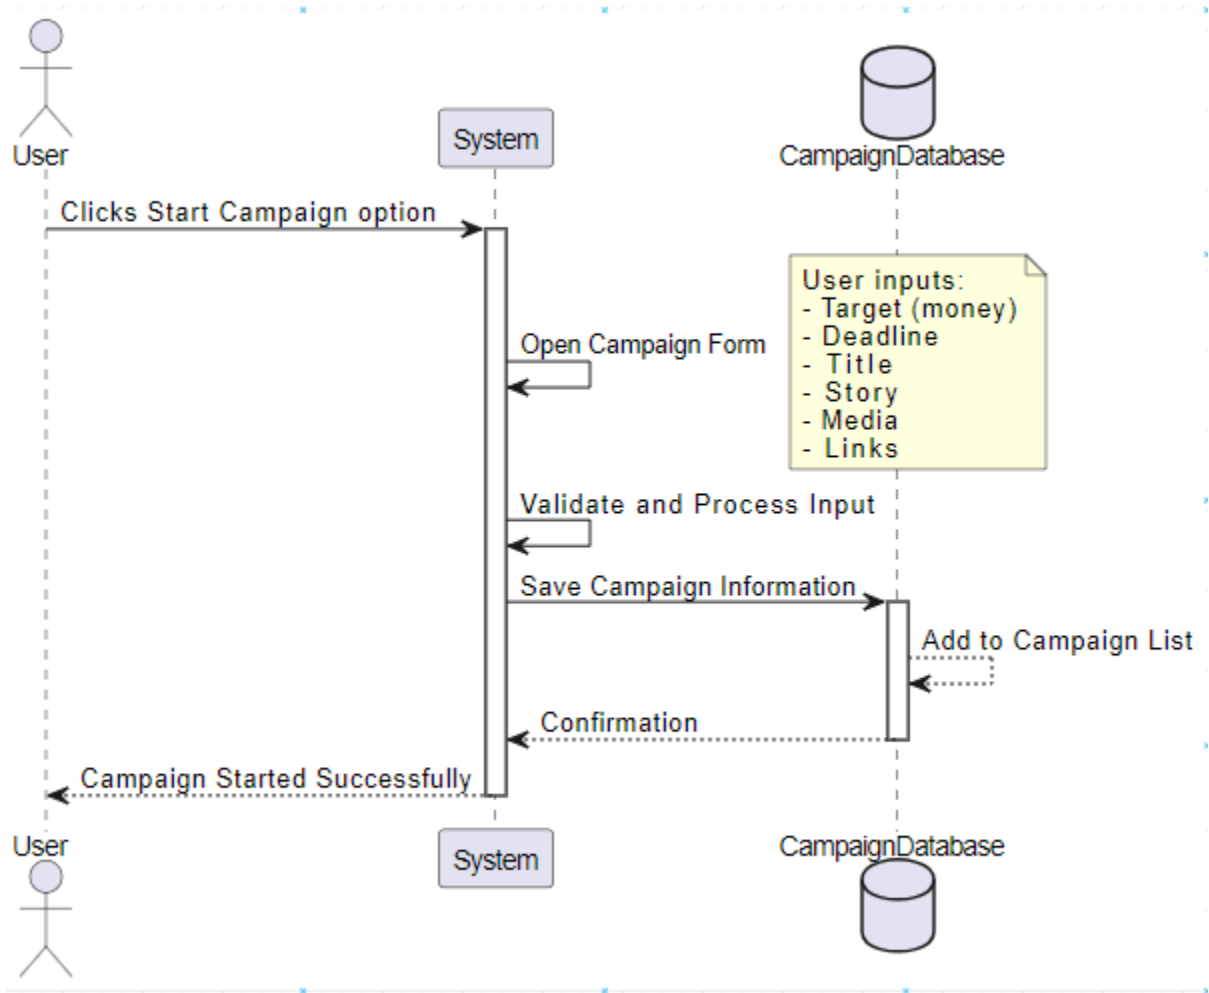 User
System
CampaignDatabase
Clicks Start Campaign option
User inputs:
- Target (money)
- Deadline
- Title
- Story
- Media
- Links
Open Campaign Form
Validate and Process Input
Save Campaign Information
Add to Campaign List
Confirmation
Campaign Started Successfully
User
System
CampaignDatabase